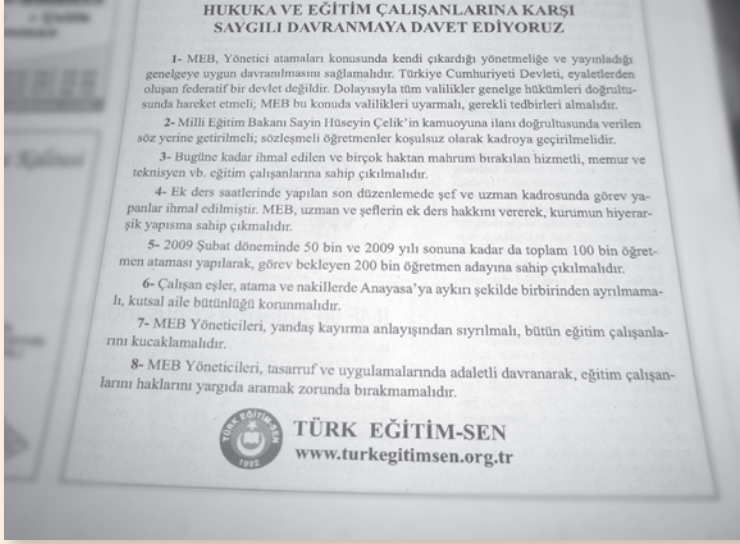 HUKUKA VE EĞİTİM ÇALIŞANLARINA KARŞI
SAYGILI DAVRANMAYA DAVET EDİYORUZ
1- MEB, Yönetici atamaları konusunda kendi çıkardığı yönetmeliğe ve yayınladığı
genelgeye uygun davranılmasını sağlamalıdır. Türkiye Cumhuriyeti Devleti, eyaletlerden
oluşan federatif bir devlet değildir. Dolayısıyla tüm valilikler genelge hükümleri doğrultu-
sunda hareket etmeli; MEB bu konuda valilikleri uyarmalı, gerekli tedbirleri almalıdır.
2- Milli Eğitim Bakanı Sayin Hüseyin Çelik'in kamuoyuna ilanı doğrultusunda verilen
söz yerine getirilmeli; sözleşmeli öğretmenler koşulsuz olarak kadroya geçirilmelidir.
3- Bugüne kadar ihmal edilen ve birçok haktan mahrum bırakılan hizmetli, memur ve
teknisyen vb. eğitim çalışanlarına sahip çıkılmalıdır.
4- Ek ders saatlerinde yapılan son düzenlemede şef ve uzman kadrosunda görev ya-
panlar ihmal edilmiştir. MEB, uzman ve şeflerin ek ders hakkını vererek, kurumun hiyerar-
şik yapısına sahip çıkmalıdır.
5- 2009 Şubat döneminde 50 bin ve 2009 yılı sonuna kadar da toplam 100 bin öğret-
men ataması yapılarak, görev bekleyen 200 bin öğretmen adayına sahip çıkılmalıdır.
6- Çalışan eşler, atama ve nakillerde Anayasa'ya aykırı şekilde birbirinden ayrılmama-
lı, kutsal aile bütünlüğü korunmalıdır.
7- MEB Yöneticileri, yandaş kayırma anlayışından sıyrılmalı, bütün eğitim çalışanla-
rını kucaklamalıdır.
8- MEB Yöneticileri, tasarruf ve uygulamalarında adaletli davranarak, eğitim çalışan-
larını haklarını yargıda aramak zorunda bırakmamalıdır.
TÜRK EĞİTİM-SEN
1992
TÜRK EĞİTİM-SEN
www.turkegitimsen.org.tr